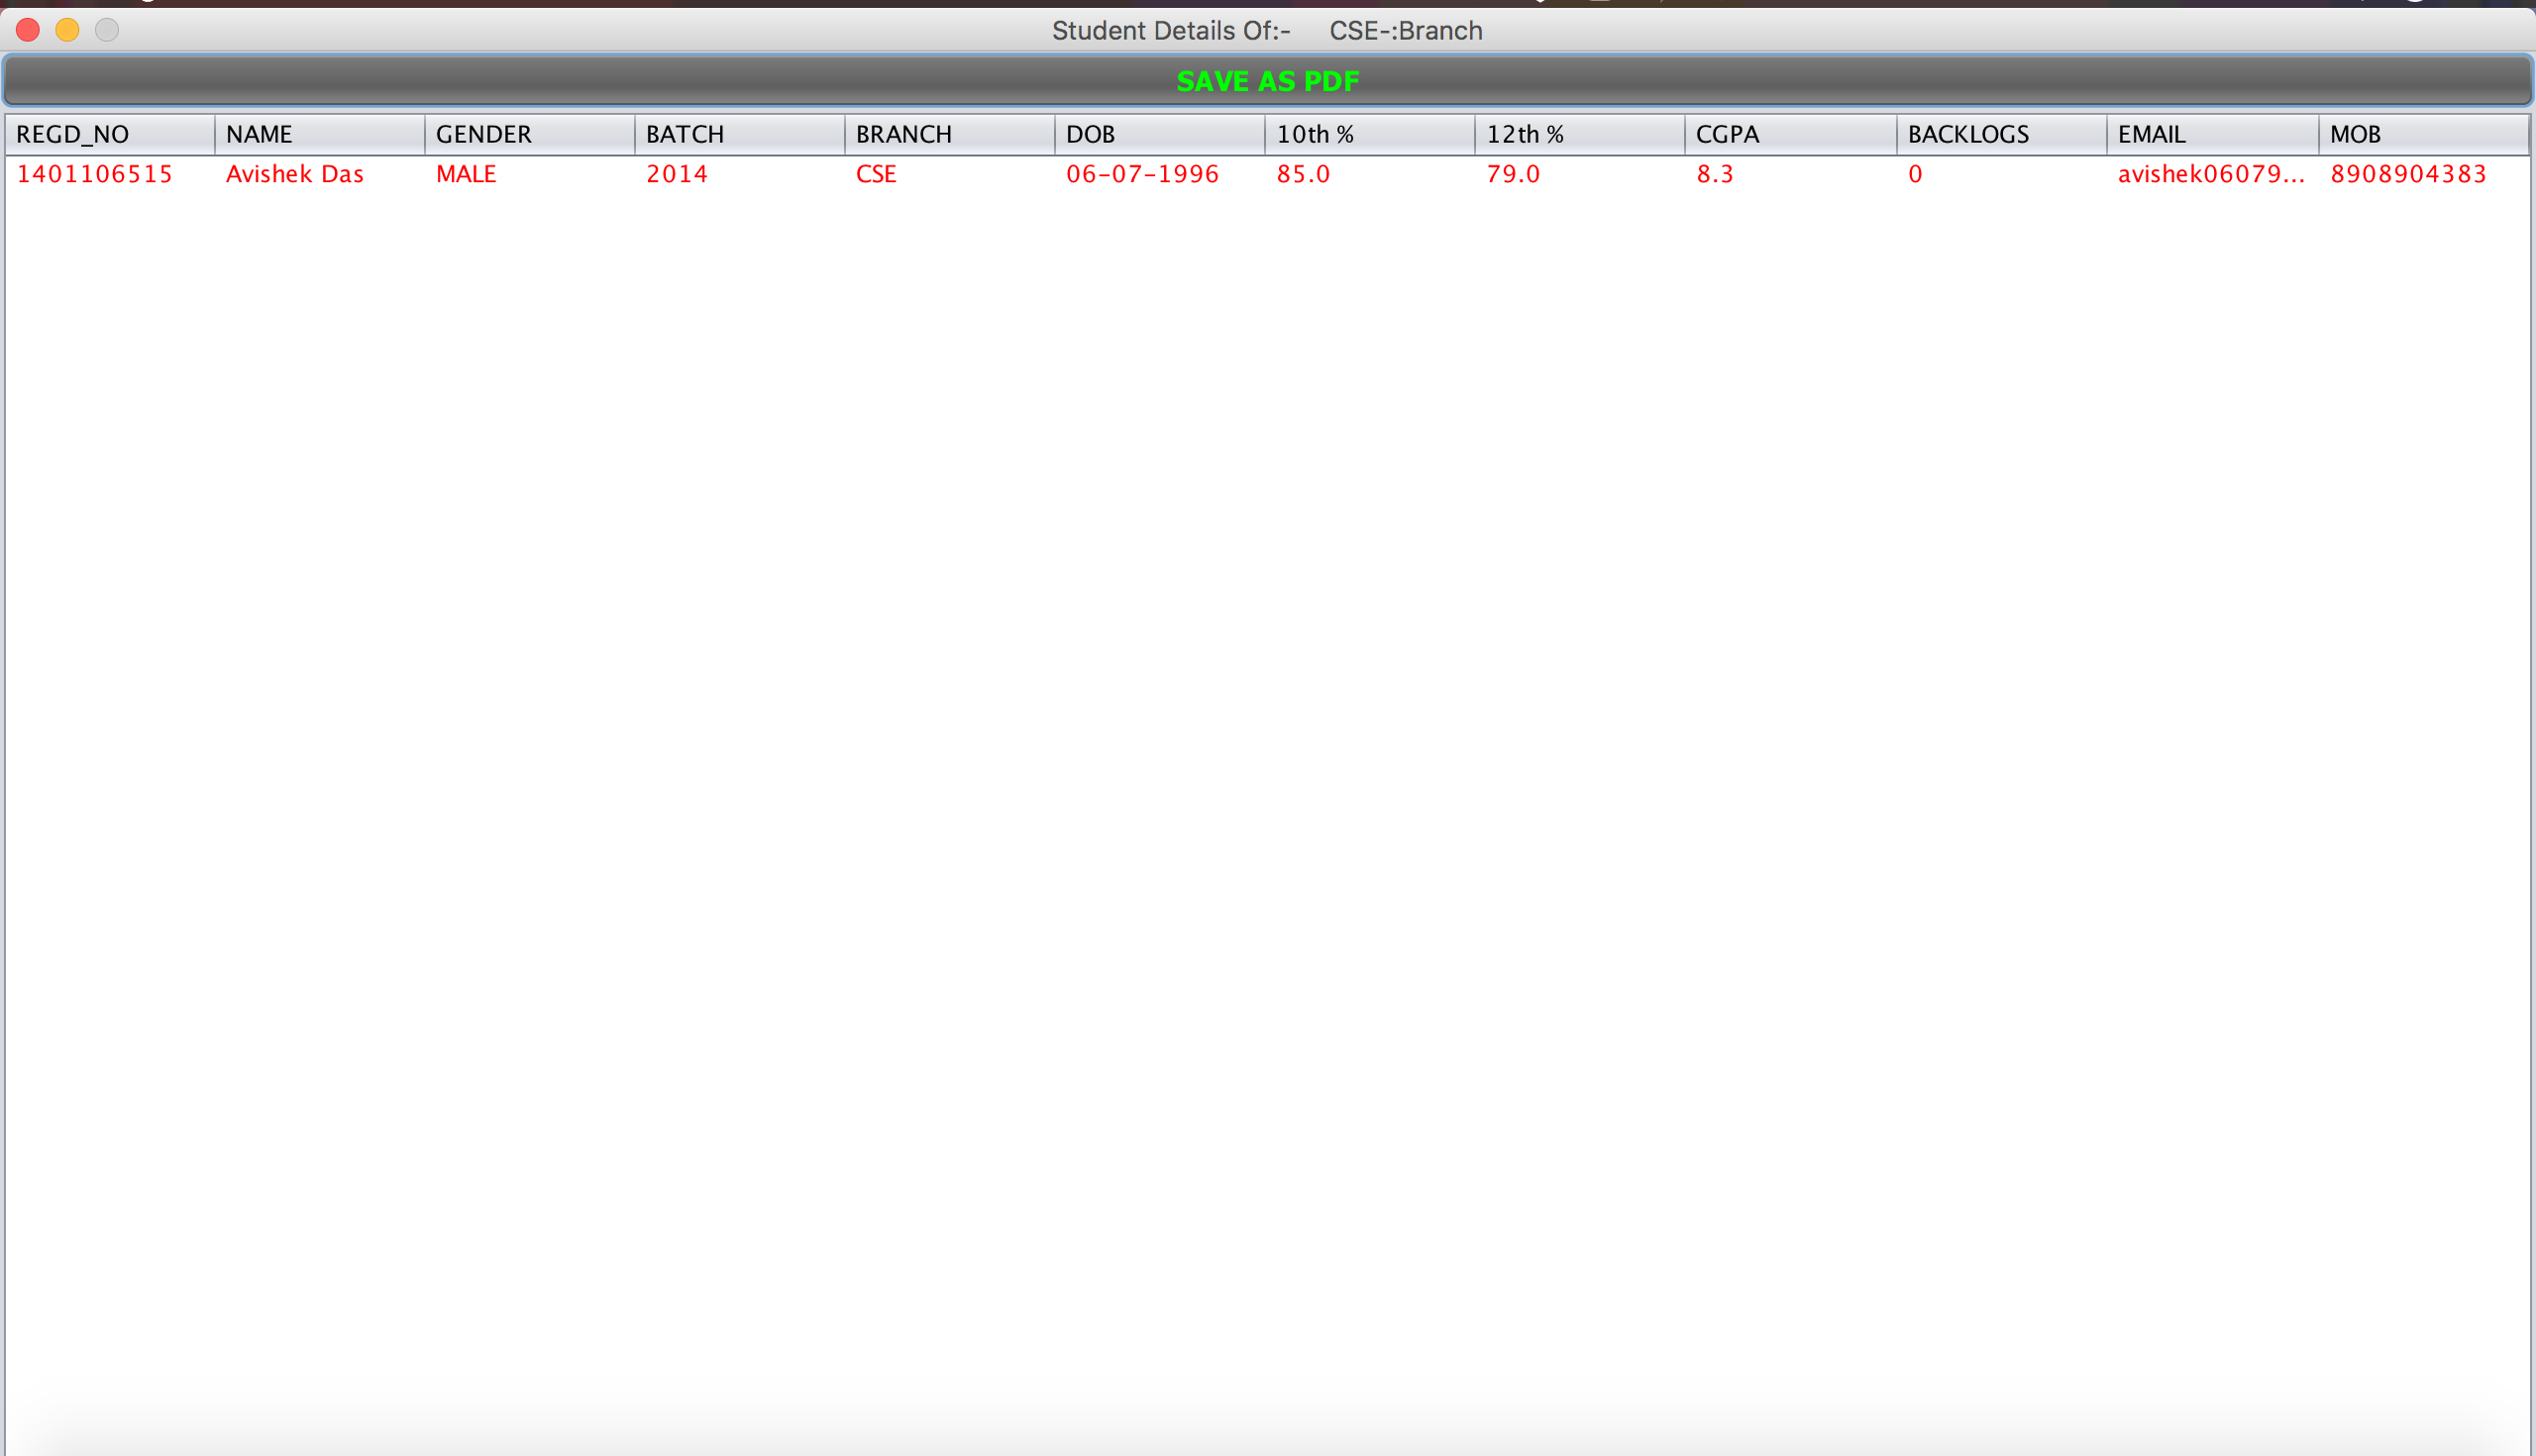 Student Details Of:- CSE-:Branch
SAVE AS PDF
REGD_NO NAME GENDER BATCH BRANCH DOB 10th % 12th % CGPA BACKLOGS EMAIL MOB
1401106515 Avishek Das MALE 2014 CSE 06-07-1996 85.0 79.0 8.3 0 avishek06079... 8908904383